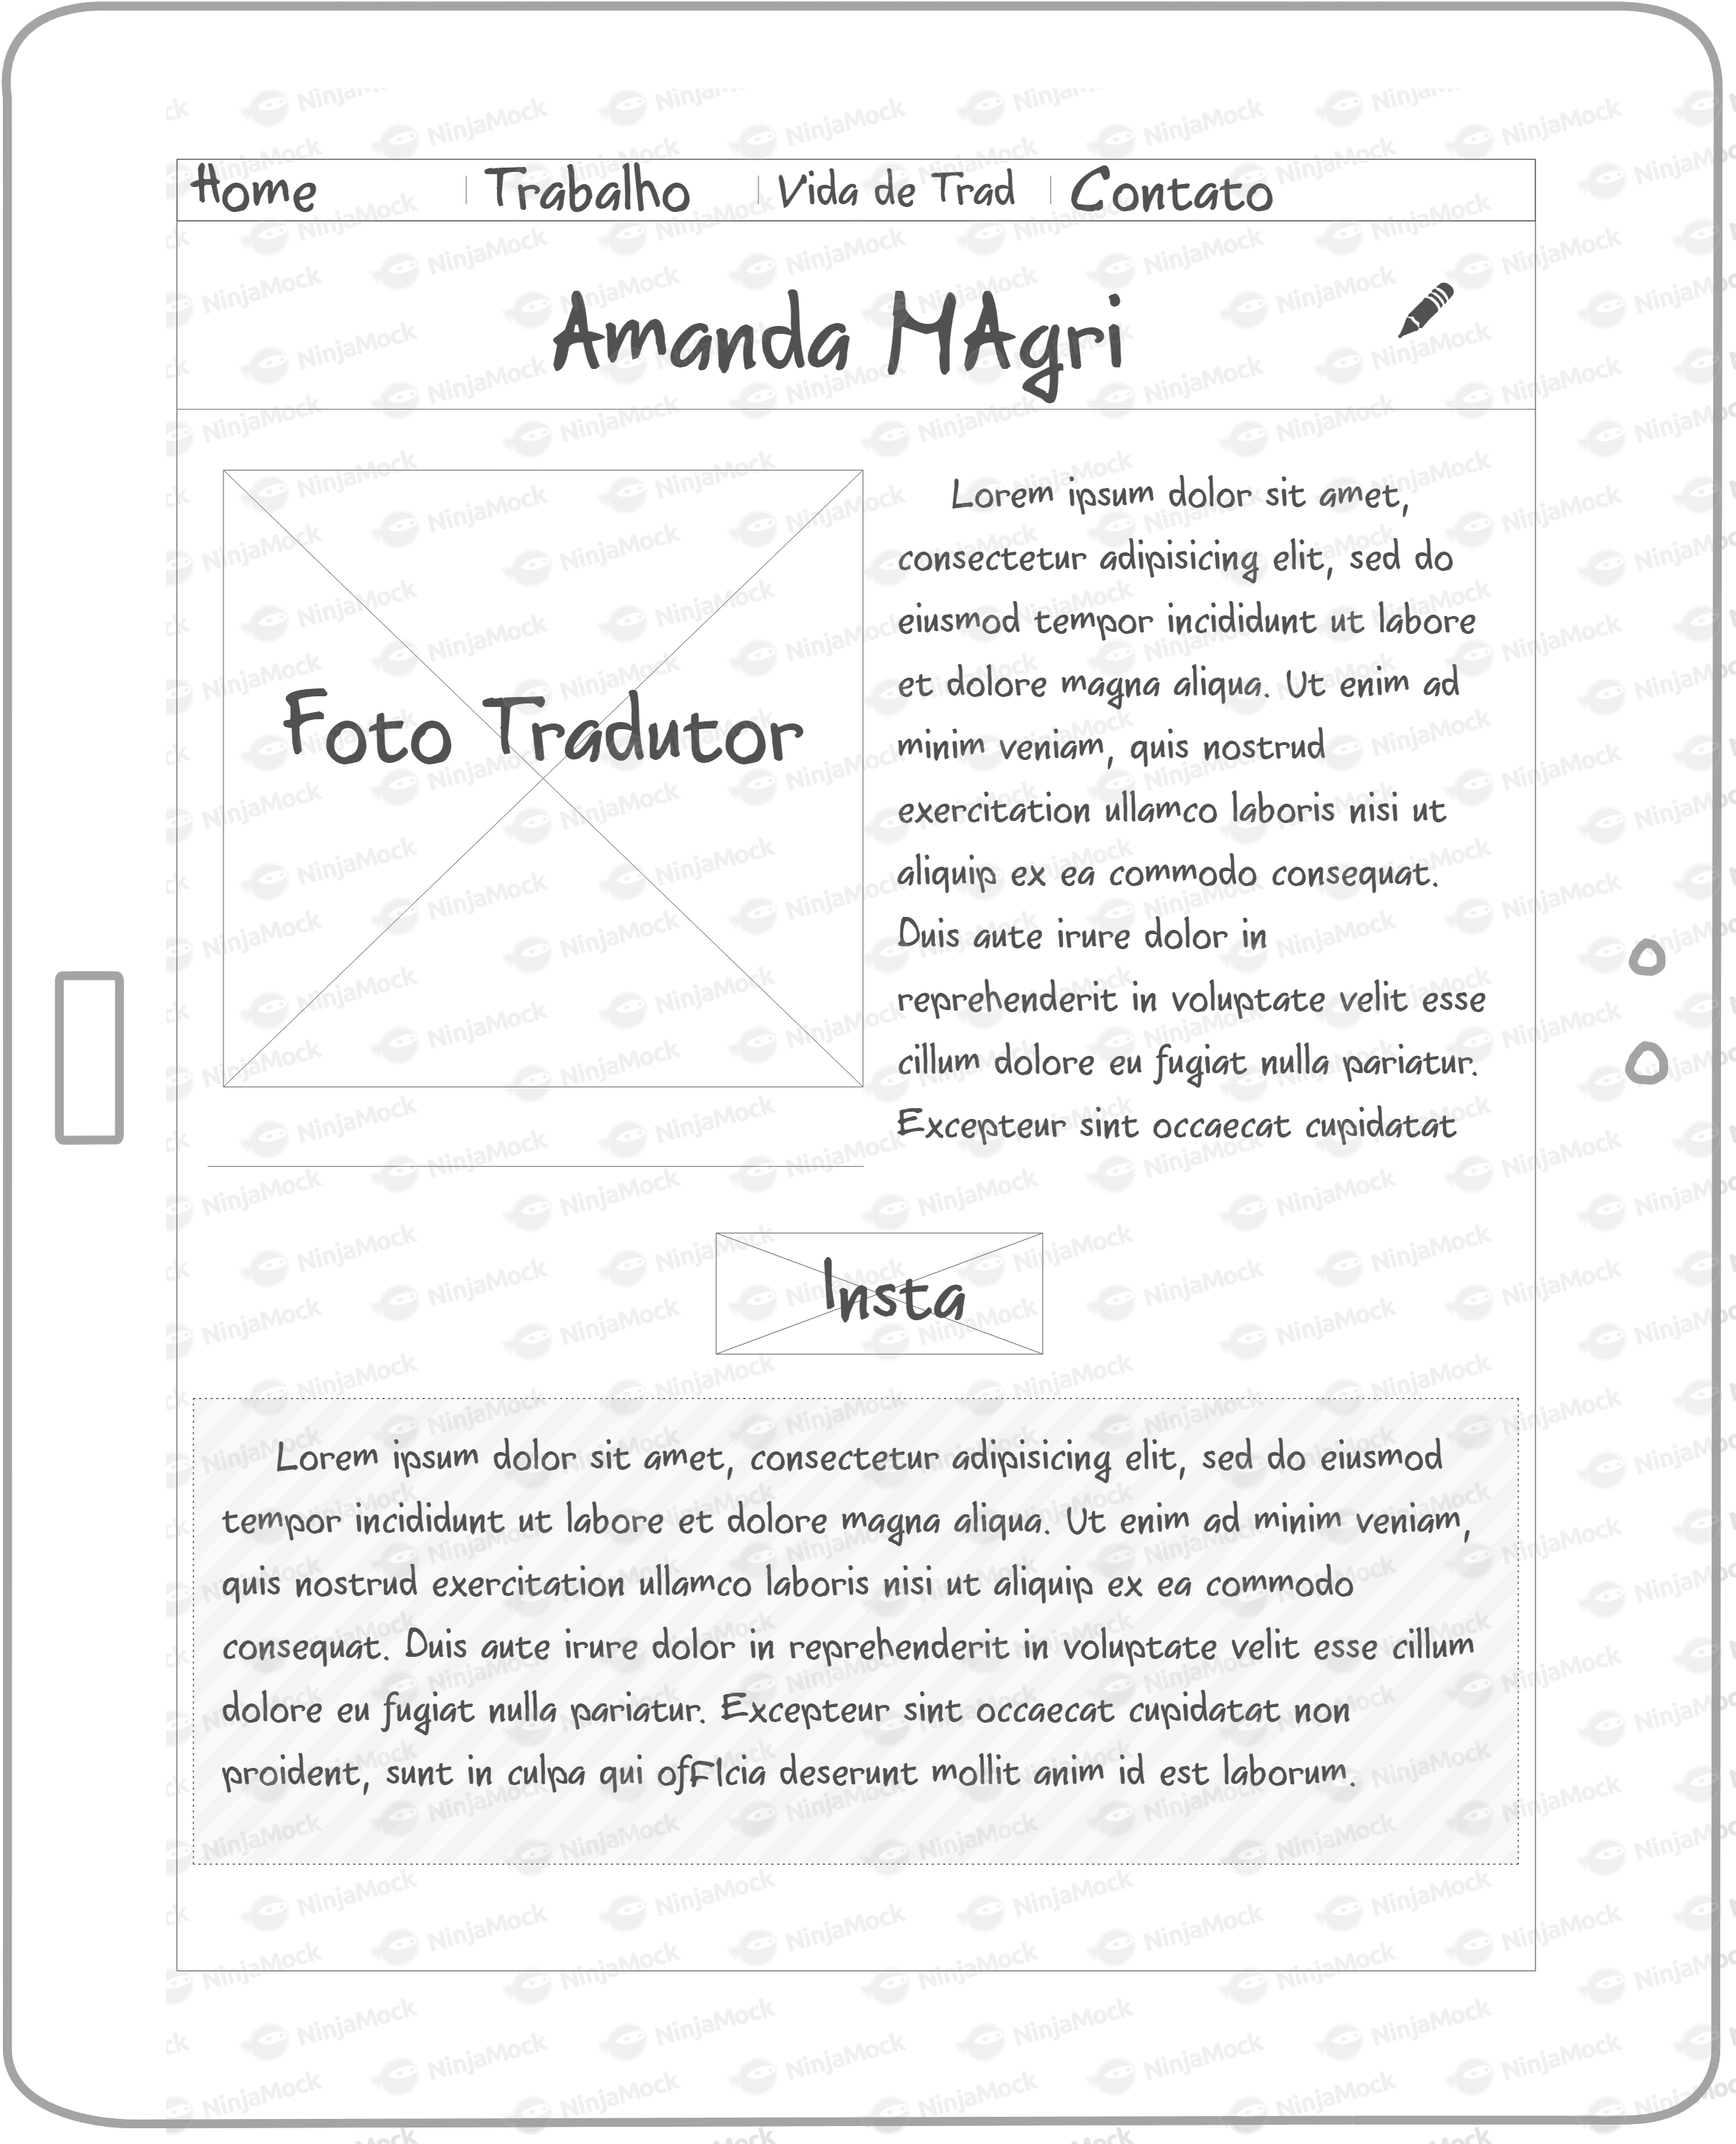 Home | Trabalho | Vida de Trad | Contato
Amanda MAgri
Foto Tradutor
Lorem ipsum dolor sit amet,
consectetur adipisicing elit, sed do
eiusmod tempor incididunt ut labore
et dolore magna aliqua. Ut enim ad
minim veniam, quis nostrud
exercitation ullamco laboris nisi ut
aliquip ex ea commodo consequat.
Duis aute irure dolor in
reprehenderit in voluptate velit esse
cillum dolore eu fugiat nulla pariatur.
Excepteur sint occaecat cupidatat
Insta
Lorem ipsum dolor sit amet, consectetur adipisicing elit, sed do eiusmod
tempor incididunt ut labore et dolore magna aliqua. Ut enim ad minim veniam,
quis nostrud exercitation ullamco laboris nisi ut aliquip ex ea commodo
consequat. Duis aute irure dolor in reprehenderit in voluptate velit esse cillum
dolore eu fugiat nulla pariatur. Excepteur sint occaecat cupidatat non
proident, sunt in culpa qui ofFIcia deserunt mollit anim id est laborum.
NinjaMock